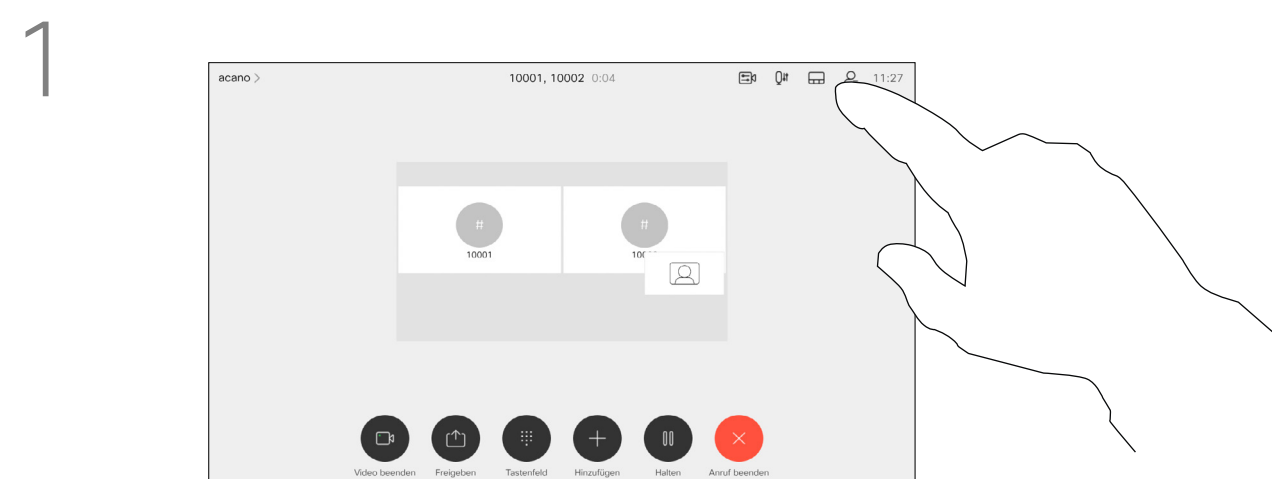 1
acano >
10001, 10002 0:04
11:27
#
#
10001
Video beenden
Freigeben
Tastenfeld
Hinzufügen
Halten
Anruf beenden